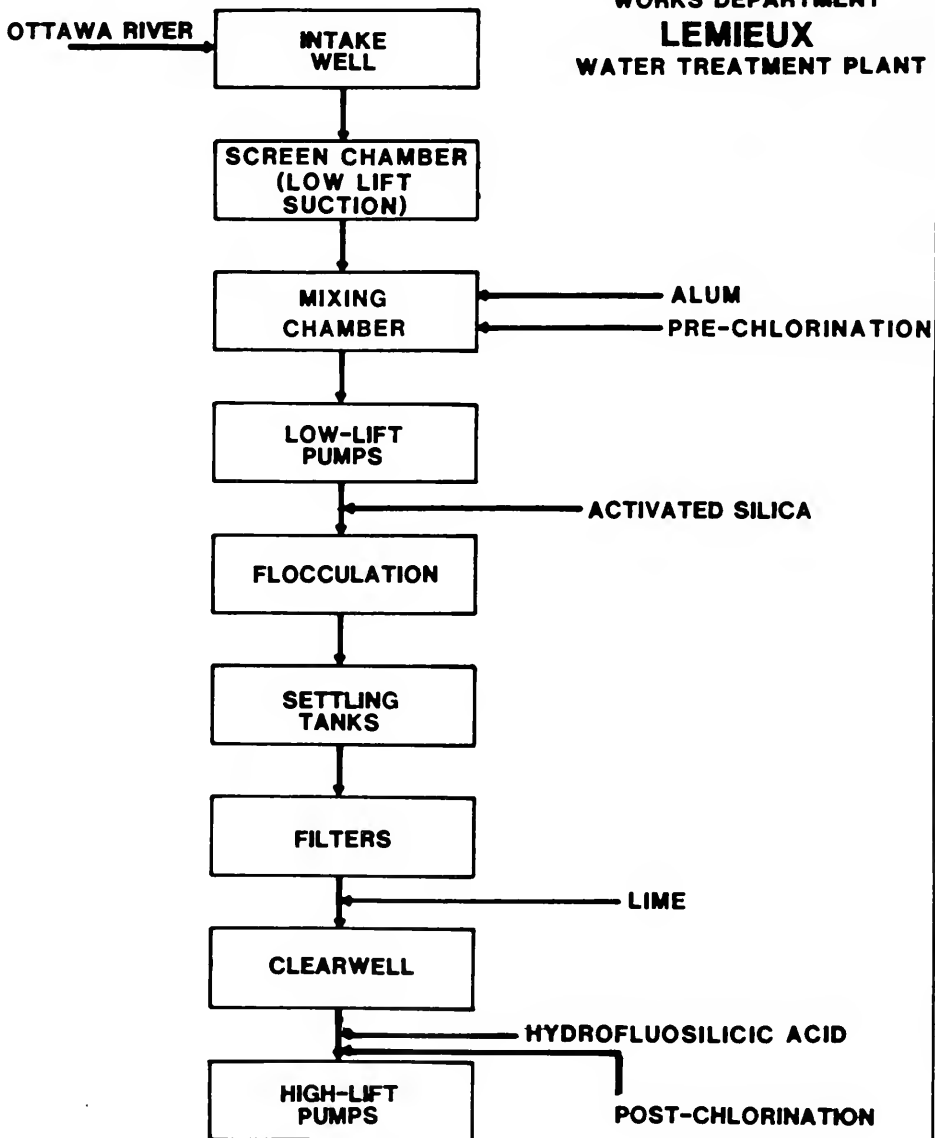 WORKS DEPARTMENT
LEMIEUX
WATER TREATMENT PLANT
OTTAWA RIVER
INTAKE
WELL
SCREEN CHAMBER
(LOW LIFT
SUCTION)
MIXING
CHAMBER
ALUM
PRE-CHLORINATION
LOW-LIFT
PUMPS
ACTIVATED SILICA
FLOCCULATION
SETTLING
TANKS
FILTERS
LIME
CLEARWELL
HYDROFLUOSILICIC ACID
HIGH-LIFT
PUMPS
POST-CHLORINATION